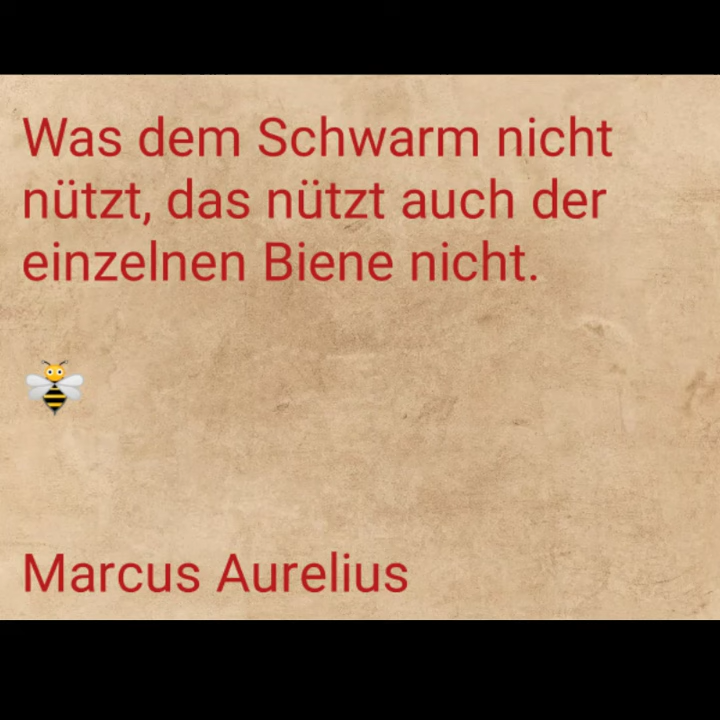 Was dem Schwarm nicht
nützt, das nützt auch der
einzelnen Biene nicht.
Marcus Aurelius